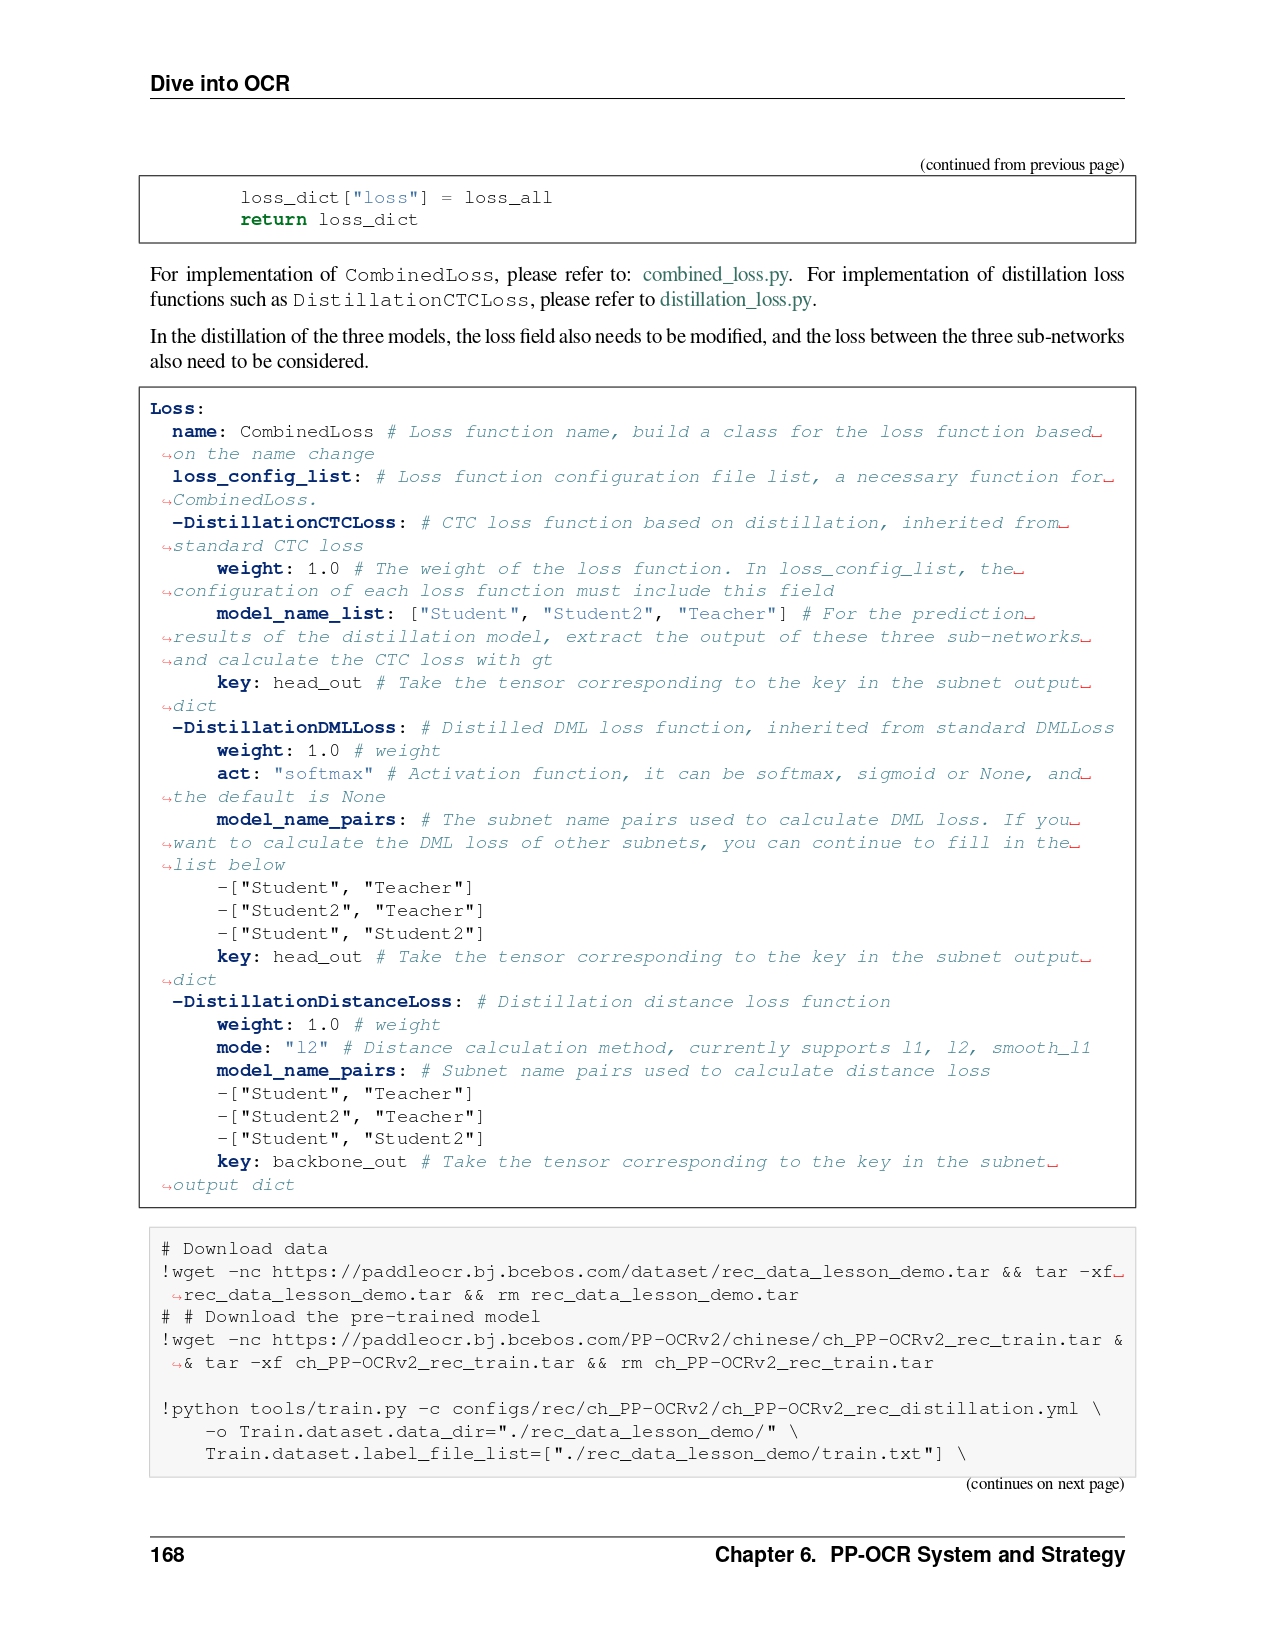 Dive into OCR
(continued from previous page)
loss_dict["loss"] = loss_all
return loss_dict
For implementation of CombinedLoss, please refer to: combined_loss.py. For implementation of distillation loss
functions such as DistillationCTCLoss, please refer to distillation_loss.py.
In the distillation of the three models, the loss field also needs to be modified, and the loss between the three sub-networks
also need to be considered.
Loss:
name: CombinedLoss # Loss function name, build a class for the loss function based␣
↪on the name change
loss_config_list: # Loss function configuration file list, a necessary function for␣
↪CombinedLoss.
-DistillationCTCLoss: # CTC loss function based on distillation, inherited from␣
↪standard CTC loss
weight: 1.0 # The weight of the loss function. In loss_config_list, the␣
↪configuration of each loss function must include this field
model_name_list: ["Student", "Student2", "Teacher"] # For the prediction␣
↪results of the distillation model, extract the output of these three sub-networks␣
↪and calculate the CTC loss with gt
key: head_out # Take the tensor corresponding to the key in the subnet output␣
↪dict
-DistillationDMLLoss: # Distilled DML loss function, inherited from standard DMLLoss
weight: 1.0 # weight
act: "softmax" # Activation function, it can be softmax, sigmoid or None, and␣
↪the default is None
model_name_pairs: # The subnet name pairs used to calculate DML loss. If you␣
↪want to calculate the DML loss of other subnets, you can continue to fill in the␣
↪list below
-["Student", "Teacher"]
-["Student2", "Teacher"]
-["Student", "Student2"]
key: head_out # Take the tensor corresponding to the key in the subnet output␣
↪dict
-DistillationDistanceLoss: # Distillation distance loss function
weight: 1.0 # weight
mode: "l2" # Distance calculation method, currently supports l1, l2, smooth_l1
model_name_pairs: # Subnet name pairs used to calculate distance loss
-["Student", "Teacher"]
-["Student2", "Teacher"]
-["Student", "Student2"]
key: backbone_out # Take the tensor corresponding to the key in the subnet␣
↪output dict
# Download data
!wget -nc https://paddleocr.bj.bcebos.com/dataset/rec_data_lesson_demo.tar && tar -xf␣
↪rec_data_lesson_demo.tar && rm rec_data_lesson_demo.tar
# # Download the pre-trained model
!wget -nc https://paddleocr.bj.bcebos.com/PP-OCRv2/chinese/ch_PP-OCRv2_rec_train.tar &
↪& tar -xf ch_PP-OCRv2_rec_train.tar && rm ch_PP-OCRv2_rec_train.tar
!python tools/train.py -c configs/rec/ch_PP-OCRv2/ch_PP-OCRv2_rec_distillation.yml \
-o Train.dataset.data_dir="./rec_data_lesson_demo/" \
Train.dataset.label_file_list=["./rec_data_lesson_demo/train.txt"] \
(continues on next page)
168
Chapter 6. PP-OCR System and Strategy